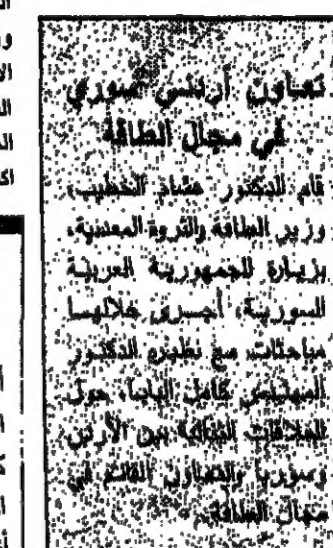 تعاون أردني سوري
في مجال الطاقة
قام الدكتور هشام الخطيب،
وزير الطاقة والثروة المعدنية،
بزيارة للجمهورية العربية
السورية، أجرى خلالها
مباحثات مع نظيره الدكتور
المهندس كامل البابا، حول
العلاقات الثنائية بين الأردن
وسوريا والتعاون القائم في
مجال الطاقة.